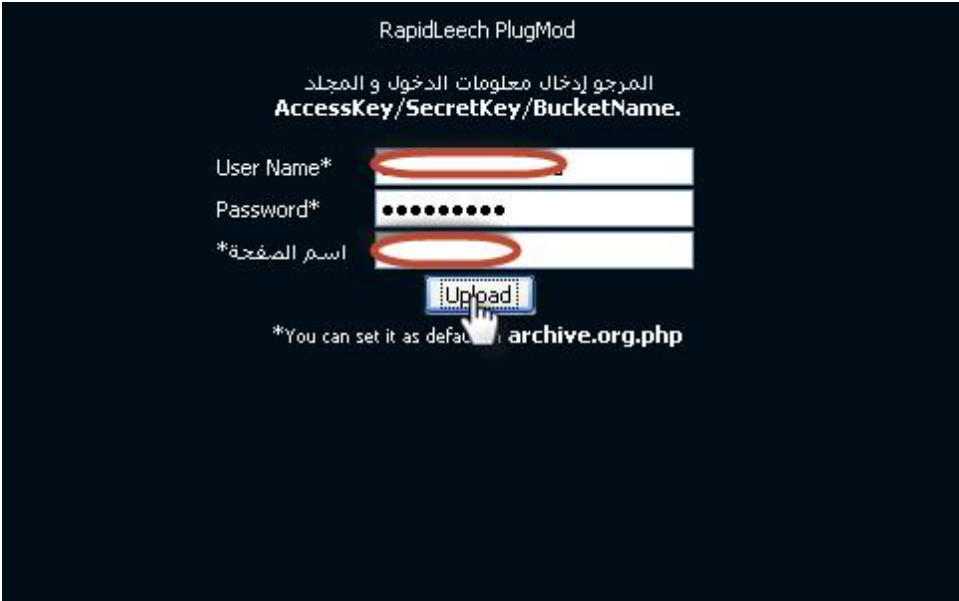 RapidLeech PlugMod
المرجو إدخال معلومات الدخول و المجلد
AccessKey/SecretKey/BucketName.
User Name*
Password* ●●●●●●●●●
اسم الصفحة*
Upload
*You can set it as archive.org.php